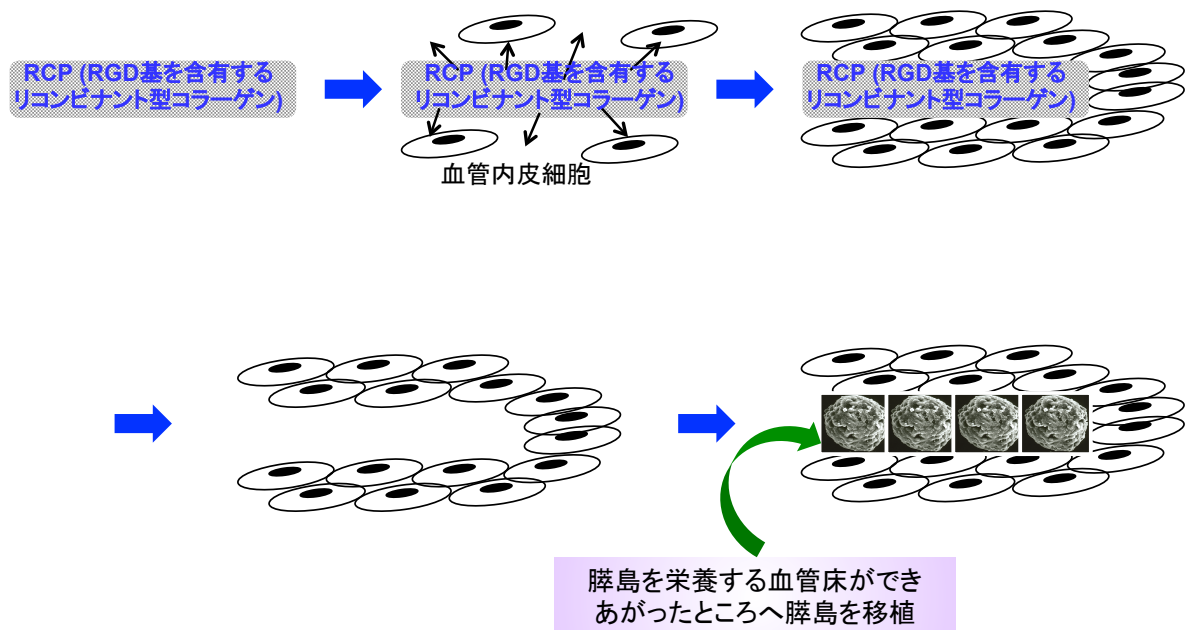 RCP (RGD基を含有する
リコンビナント型コラーゲン)
RCP (RGD基を含有する
リコンビナント型コラーゲン)
血管内皮細胞
RCP (RGD基を含有する
リコンビナント型コラーゲン)
膵島を栄養する血管床ができ
あがったところへ膵島を移植